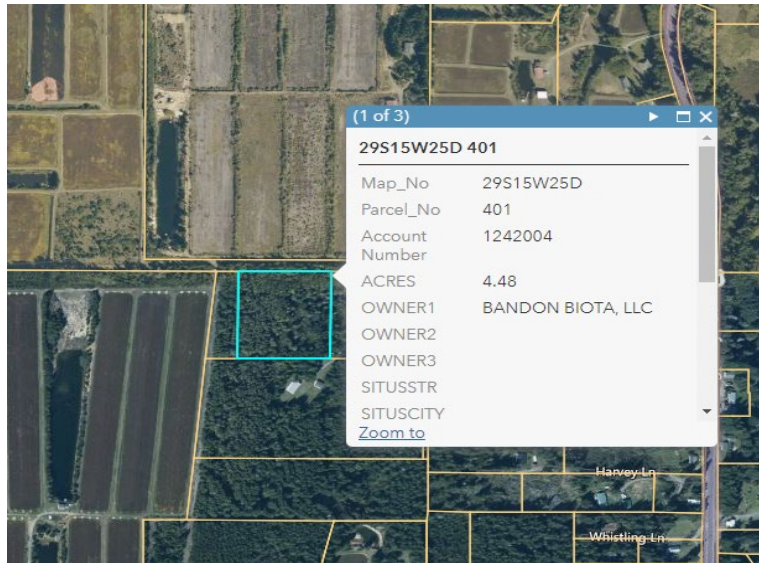 (1 of 3)
29S15W25D 401
Map_No 29S15W25D
Parcel_No 401
Account Number 1242004
ACRES 4.48
OWNER1 BANDON BIOTA, LLC
OWNER2
OWNER3
SITUSSTR
SITUSCITY
Zoom to
Harvey Ln
Whistling Ln